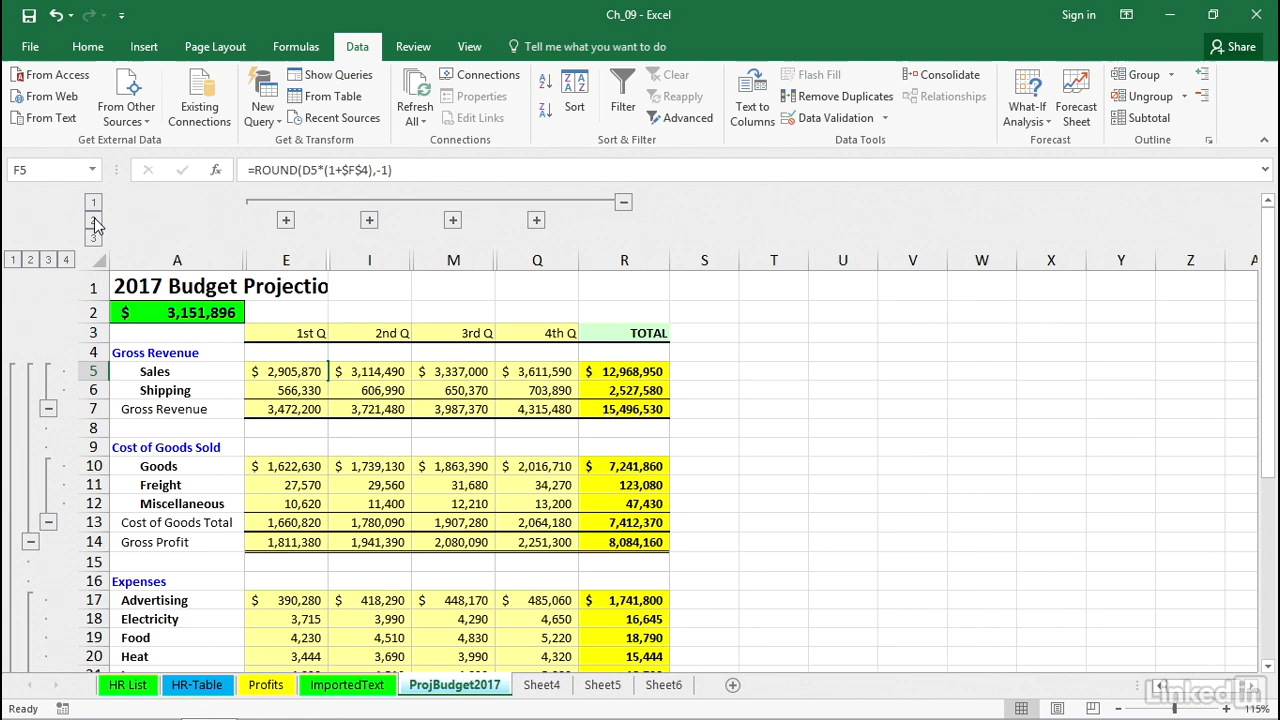 Ch_09 - Excel
Sign in
File Home Insert Page Layout Formulas Data Review View Tell me what you want to do Share
From Access
From Web
From Text
From Other
Sources
Existing
Connections
Get External Data
New
Query
Show Queries
From Table
Recent Sources
Get & Transform
Refresh
All
Connections
Properties
Edit Links
Connections
Sort
Filter
Clear
Reapply
Advanced
Sort & Filter
Text to
Columns
Flash Fill
Remove Duplicates
Data Validation
Consolidate
Relationships
Data Tools
What-If
Analysis
Forecast
Sheet
Forecast
Group
Ungroup
Subtotal
Outline
F5 fx =ROUND(D5*(1+$F$4),-1)
1
2
3
1 2 3 4 A E I M Q R S T U V W X Y Z A
1 2017 Budget Projectio
2 $ 3,151,896
3 1st Q 2nd Q 3rd Q 4th Q TOTAL
4 Gross Revenue
5 Sales $ 2,905,870 $ 3,114,490 $ 3,337,000 $ 3,611,590 $ 12,968,950
6 Shipping 566,330 606,990 650,370 703,890 2,527,580
7 Gross Revenue 3,472,200 3,721,480 3,987,370 4,315,480 15,496,530
8
9 Cost of Goods Sold
10 Goods $ 1,622,630 $ 1,739,130 $ 1,863,390 $ 2,016,710 $ 7,241,860
11 Freight 27,570 29,560 31,680 34,270 123,080
12 Miscellaneous 10,620 11,400 12,210 13,200 47,430
13 Cost of Goods Total 1,660,820 1,780,090 1,907,280 2,064,180 7,412,370
14 Gross Profit 1,811,380 1,941,390 2,080,090 2,251,300 8,084,160
15
16 Expenses
17 Advertising $ 390,280 $ 418,290 $ 448,170 $ 485,060 $ 1,741,800
18 Electricity 3,715 3,990 4,290 4,650 16,645
19 Food 4,230 4,510 4,830 5,220 18,790
20 Heat 3,444 3,690 3,990 4,320 15,444
HR List HR-Table Profits ImportedText ProjBudget2017 Sheet4 Sheet5 Sheet6
LinkedIn
Ready 115%